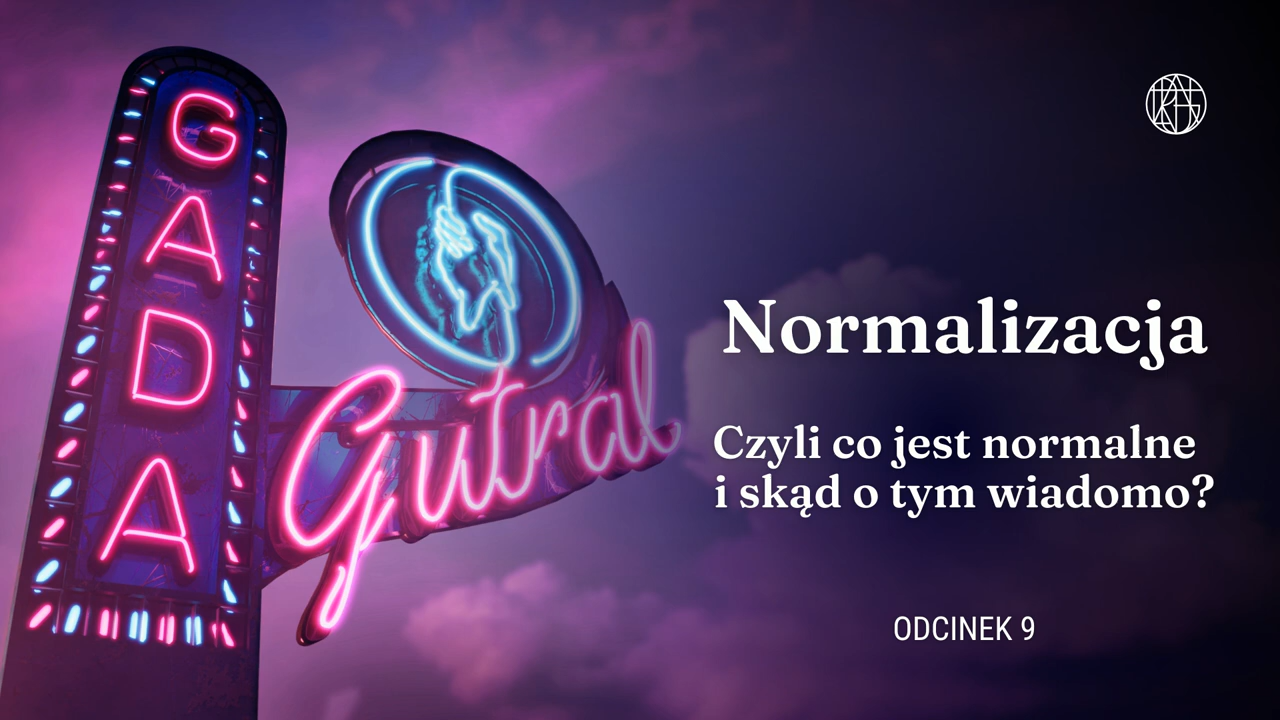 GADA
Gutral
Normalizacja
Czyli co jest normalne
i skąd o tym wiadomo?
ODCINEK 9